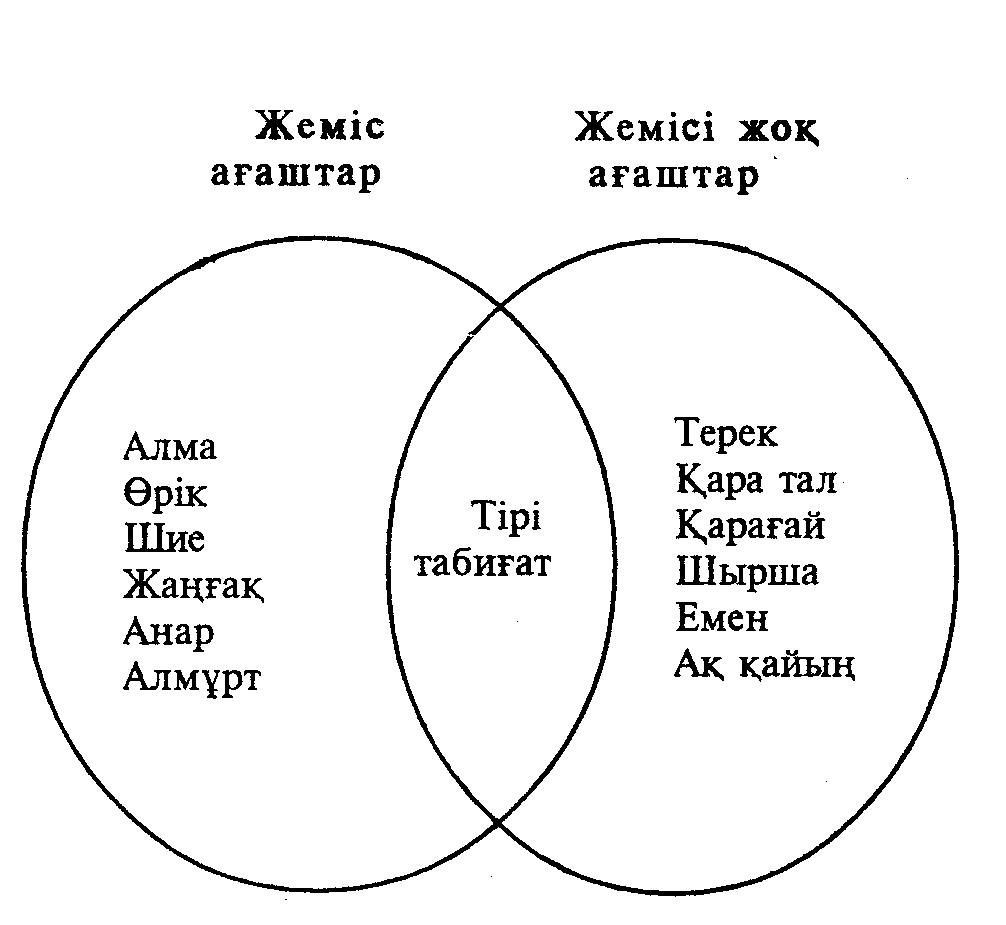 Жеміс
ағаштар
Жемісі жоқ
ағаштар
Алма
Өрік
Шие
Жаңғақ
Анар
Алмұрт
Тірі
табиғат
Терек
Қара тал
Қарағай
Шырша
Емен
Ақ қайың